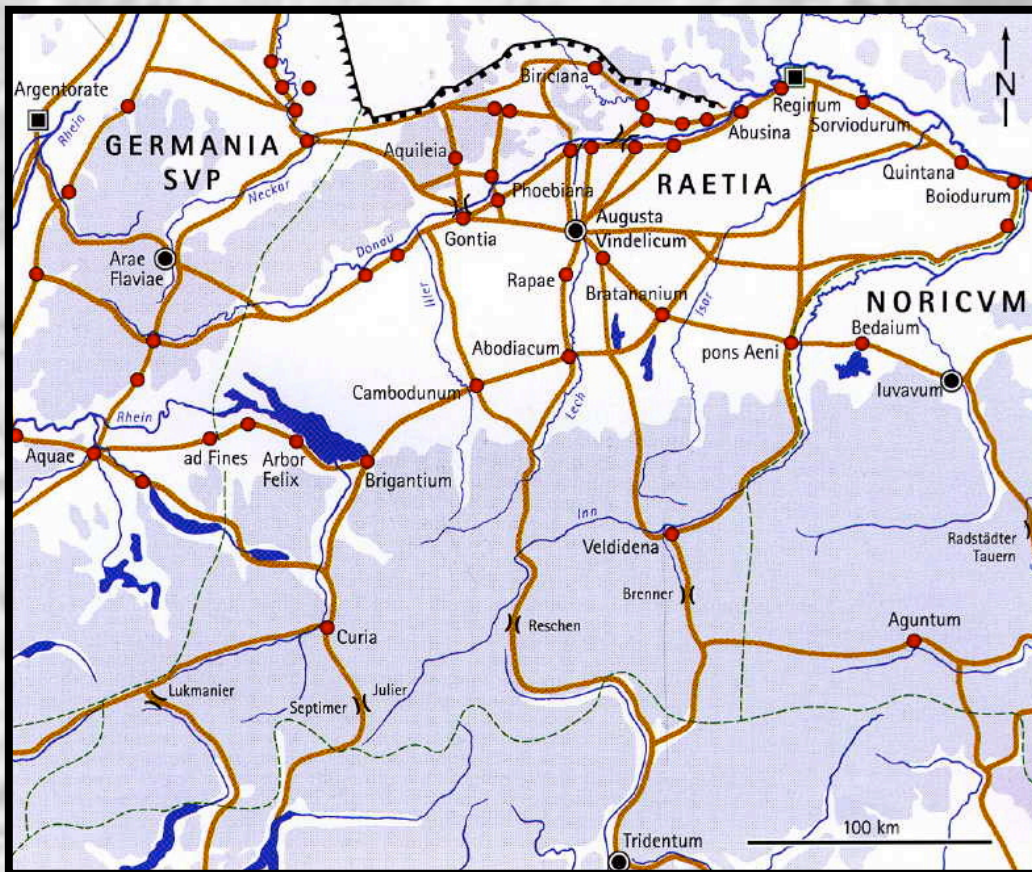 Argentorate
Rhein
GERMANIA
SVP
Neckar
Biriciana
Aquileia
Phoebiana
Reginum
Abusina
Sorviodurum
N
RAETIA
Quintana
Boiodurum
Arae
Flaviae
Donau
Gontia
Augusta
Vindelicum
Iller
Rapae
Bratananium
Isar
NORICVM
Bedaium
Abodiacum
pons Aeni
Iuvavum
Cambodunum
Lech
Rhein
Aquae
ad Fines
Arbor
Felix
Brigantium
Inn
Veldidena
Radstädter
Tauern
Brenner
Reschen
Aguntum
Curia
Lukmanier
Septimer
Julier
Tridentum
100 km